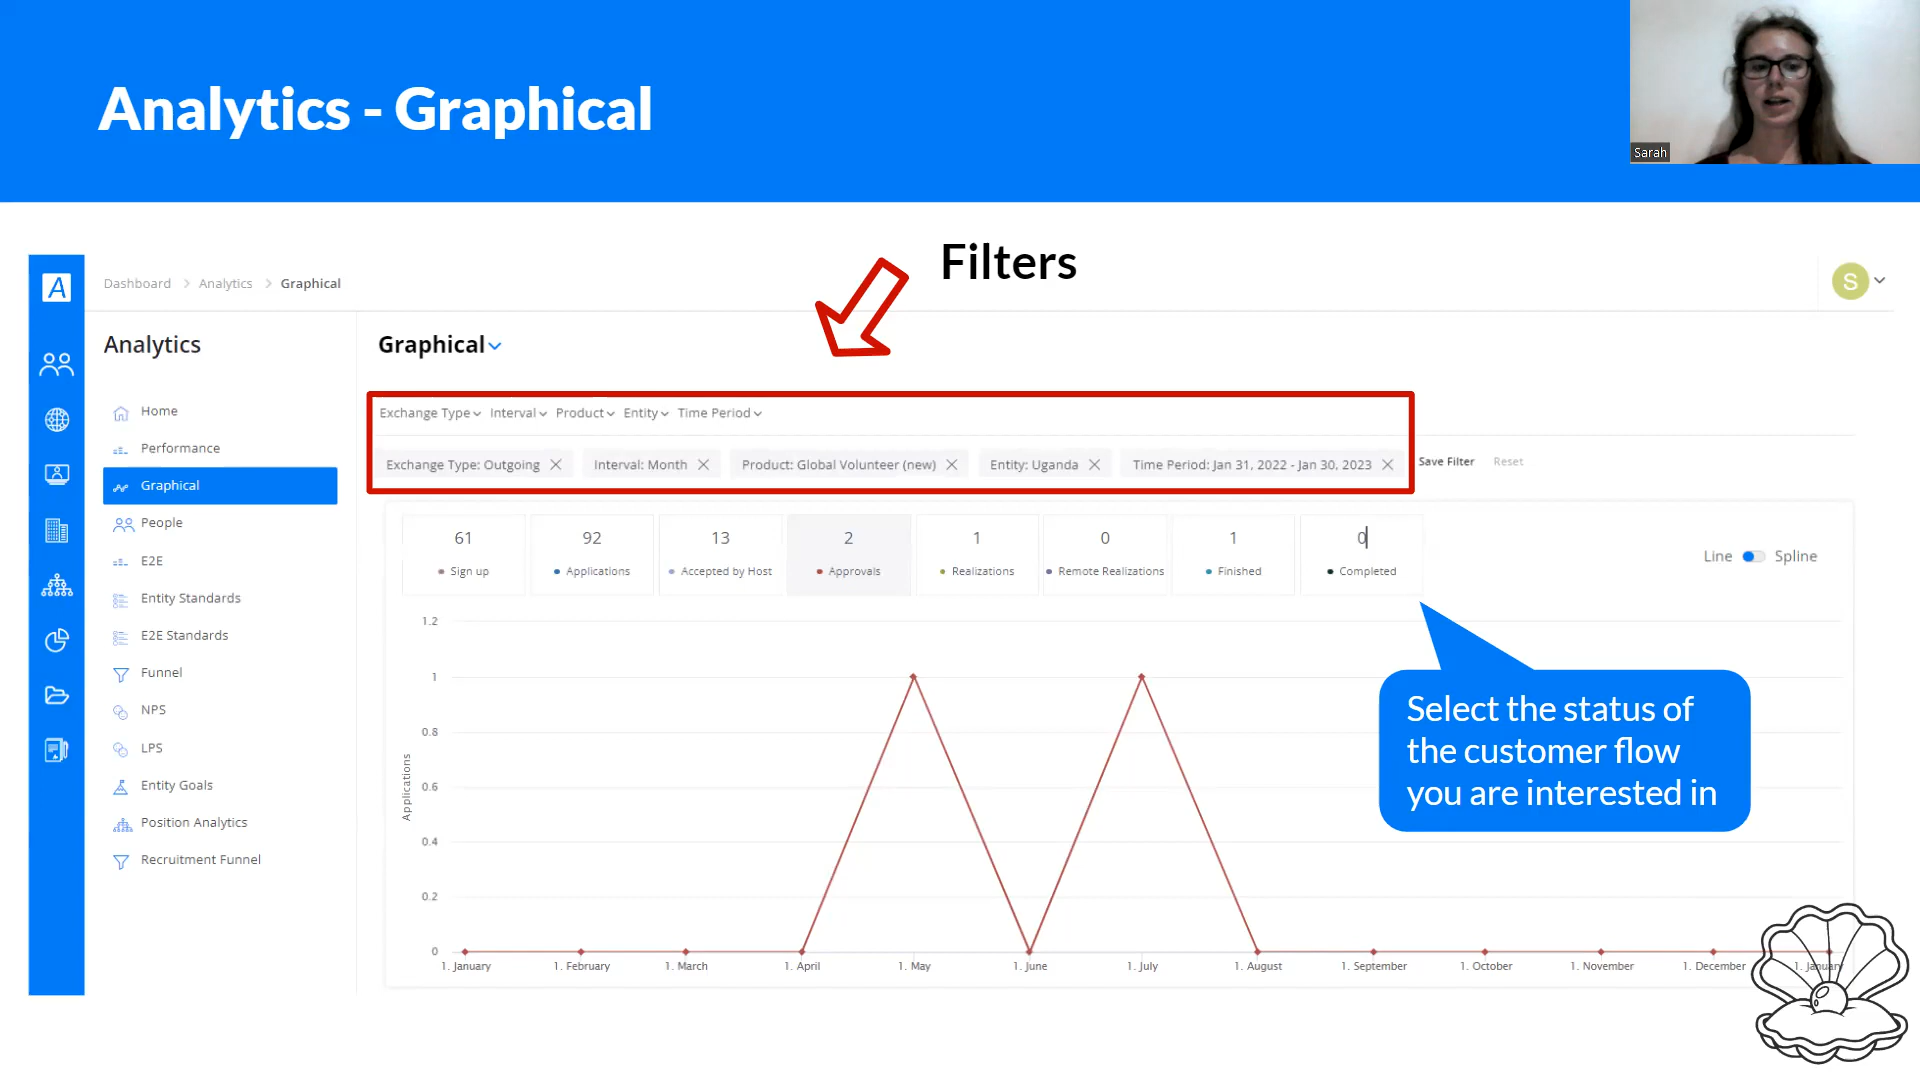 Analytics - Graphical
Sarah
Filters
A
Dashboard > Analytics > Graphical
S
Analytics
Graphical
Home
Performance
Graphical
People
E2E
Entity Standards
E2E Standards
Funnel
NPS
LPS
Entity Goals
Position Analytics
Recruitment Funnel
Exchange Type Interval Product Entity Time Period
Exchange Type: Outgoing Interval: Month Product: Global Volunteer (new) Entity: Uganda Time Period: Jan 31, 2022 - Jan 30, 2023
Save Filter Reset
61 92 13 2 1 0 1 0
Sign up Applications Accepted by Host Approvals Realizations Remote Realizations Finished Completed
Line Spline
1.2
1
0.8
0.6
0.4
0.2
0
Applications
1. January 1. February 1. March 1. April 1. May 1. June 1. July 1. August 1. September 1. October 1. November 1. December 1. January
Select the status of
the customer flow
you are interested in